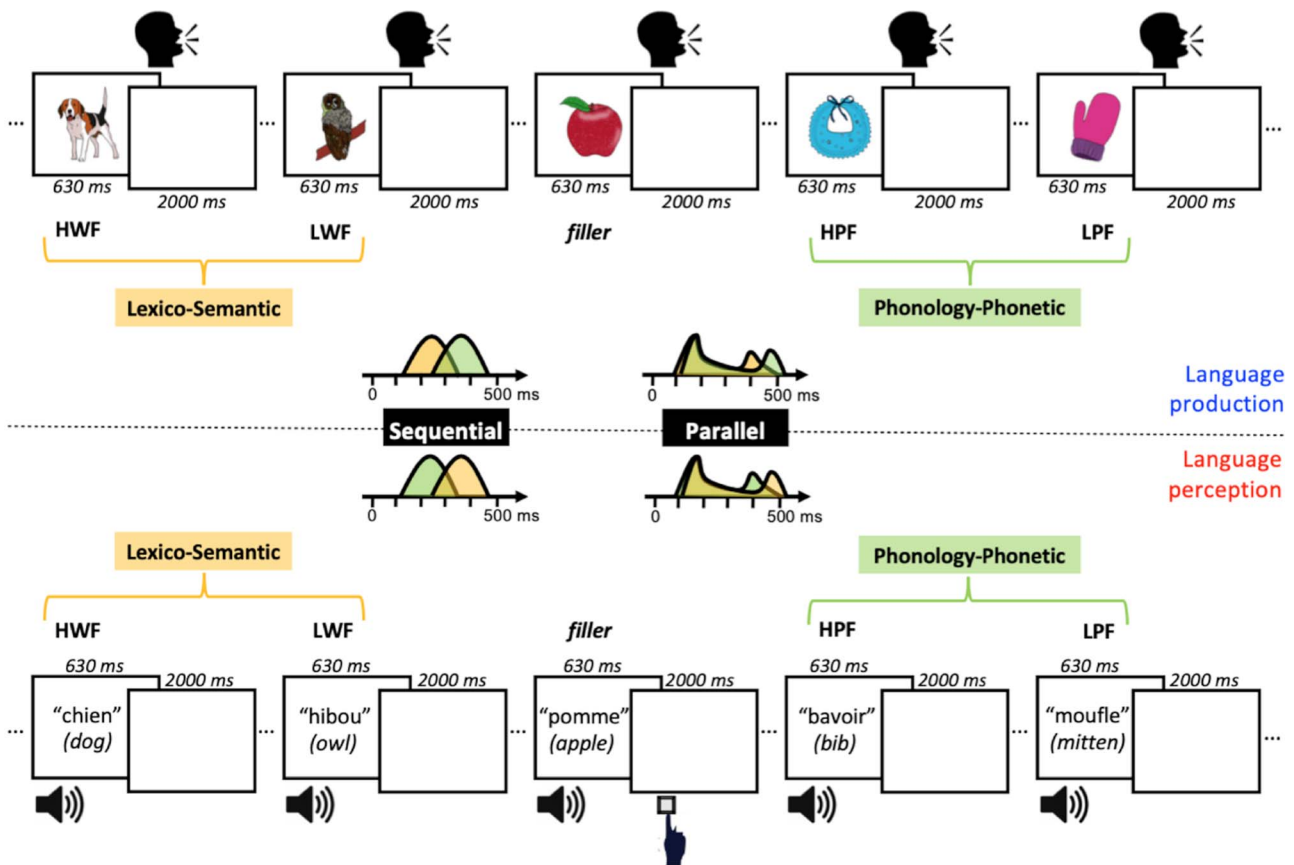 ... ... ... ... ... ...
630 ms 630 ms 630 ms 630 ms 630 ms
2000 ms 2000 ms 2000 ms 2000 ms 2000 ms
HWF LWF filler HPF LPF
Lexico-Semantic Phonology-Phonetic
0 500 ms 0 500 ms
Language
production
Sequential Parallel
Language
perception
0 500 ms 0 500 ms
Lexico-Semantic Phonology-Phonetic
HWF LWF filler HPF LPF
630 ms 630 ms 630 ms 630 ms 630 ms
2000 ms 2000 ms 2000 ms 2000 ms 2000 ms
“chien” “hibou” “pomme” “bavoir” “moufle”
... ... ... ... ... ...
(dog) (owl) (apple) (bib) (mitten)